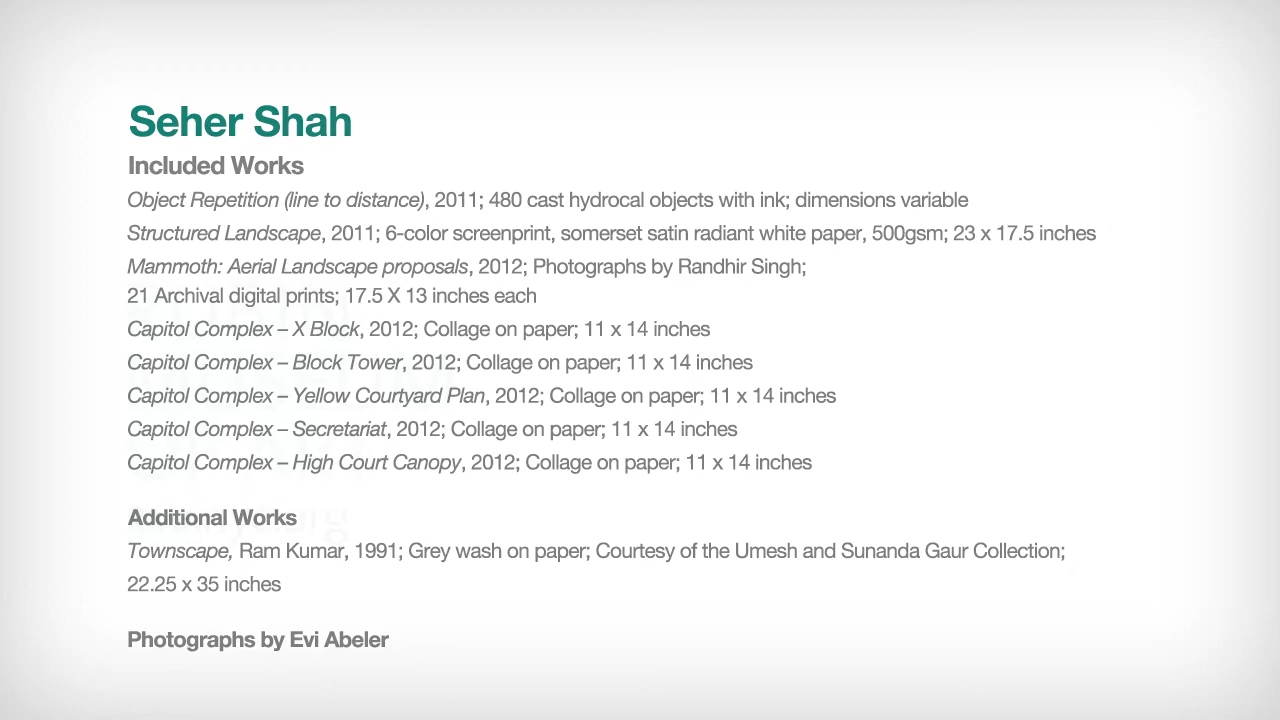 Seher Shah
Included Works
Object Repetition (line to distance), 2011; 480 cast hydrocal objects with ink; dimensions variable
Structured Landscape, 2011; 6-color screenprint, somerset satin radiant white paper, 500gsm; 23 x 17.5 inches
Mammoth: Aerial Landscape proposals, 2012; Photographs by Randhir Singh;
21 Archival digital prints; 17.5 X 13 inches each
Capitol Complex – X Block, 2012; Collage on paper; 11 x 14 inches
Capitol Complex – Block Tower, 2012; Collage on paper; 11 x 14 inches
Capitol Complex – Yellow Courtyard Plan, 2012; Collage on paper; 11 x 14 inches
Capitol Complex – Secretariat, 2012; Collage on paper; 11 x 14 inches
Capitol Complex – High Court Canopy, 2012; Collage on paper; 11 x 14 inches
Additional Works
Townscape, Ram Kumar, 1991; Grey wash on paper; Courtesy of the Umesh and Sunanda Gaur Collection;
22.25 x 35 inches
Photographs by Evi Abeler